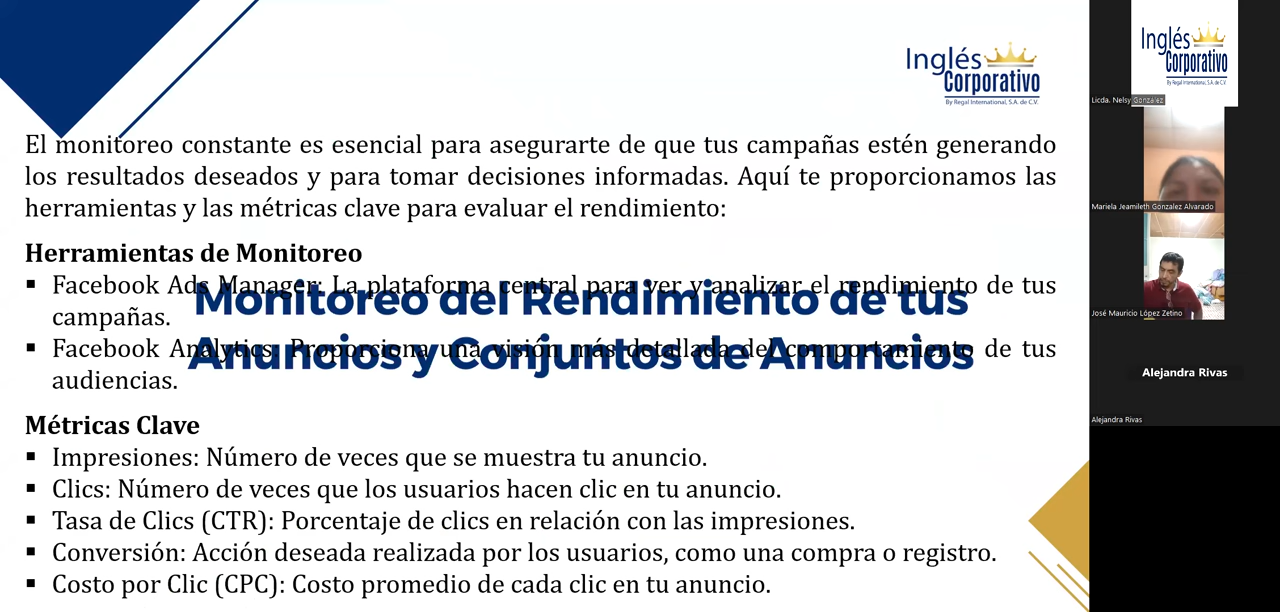 Inglés
Corporativo
By Regal International, S.A. de C.V.
El monitoreo constante es esencial para asegurarte de que tus campañas estén generando
los resultados deseados y para tomar decisiones informadas. Aquí te proporcionamos las
herramientas y las métricas clave para evaluar el rendimiento:
Herramientas de Monitoreo
▪ Facebook Ads Manager: La plataforma central para ver y analizar el rendimiento de tus
campañas.
▪ Facebook Analytics: Proporciona una visión más detallada del comportamiento de tus
audiencias.
Monitoreo del Rendimiento de tus
Anuncios y Conjuntos de Anuncios
Métricas Clave
▪ Impresiones: Número de veces que se muestra tu anuncio.
▪ Clics: Número de veces que los usuarios hacen clic en tu anuncio.
▪ Tasa de Clics (CTR): Porcentaje de clics en relación con las impresiones.
▪ Conversión: Acción deseada realizada por los usuarios, como una compra o registro.
▪ Costo por Clic (CPC): Costo promedio de cada clic en tu anuncio.
Inglés
Corporativo
By Regal International, S.A. de C.V.
Licda. Nelsy González
Mariela Jeamileth Gonzalez Alvarado
José Mauricio López Zetino
Alejandra Rivas
Alejandra Rivas